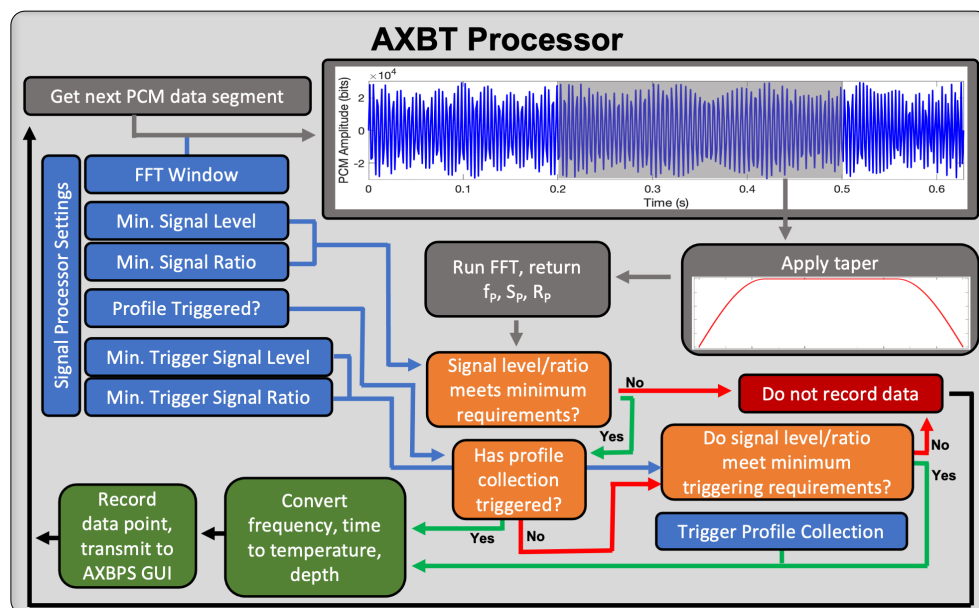 AXBT Processor
Get next PCM data segment
×10⁴
PCM Amplitude (bits)
2
0
-2
0
0.1
0.2
0.3
0.4
0.5
0.6
Time (s)
Signal Processor Settings
FFT Window
Min. Signal Level
Min. Signal Ratio
Profile Triggered?
Min. Trigger Signal Level
Min. Trigger Signal Ratio
Run FFT, return
fₚ, Sₚ, Rₚ
Apply taper
Signal level/ratio
meets minimum
requirements?
No
Yes
Do not record data
Has profile
collection
triggered?
Yes
No
Do signal level/ratio
meet minimum
triggering requirements?
No
Yes
Trigger Profile Collection
Convert
frequency, time
to temperature,
depth
Record
data point,
transmit to
AXBPS GUI